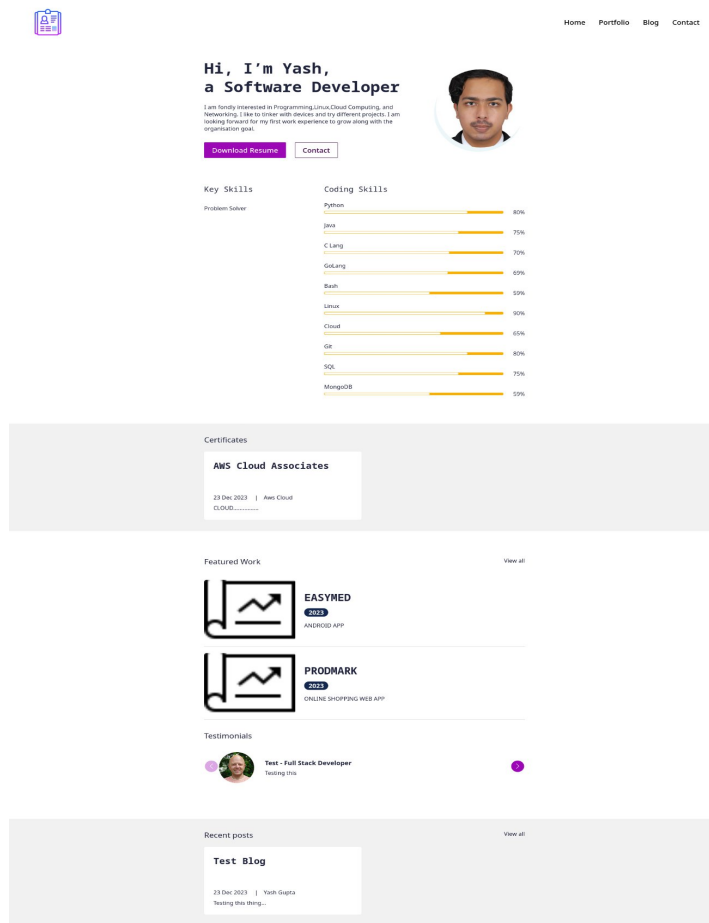 Home Portfolio Blog Contact
Hi, I’m Yash,
a Software Developer
I am fondly interested in Programming,Linux,Cloud Computing, and
Networking. I like to tinker with devices and try different projects. I am
looking forward for my first work experience to grow along with the
organisation goal.
Download Resume Contact
Key Skills
Problem Solver
Coding Skills
Python
80%
Java
75%
C Lang
70%
GoLang
69%
Bash
59%
Linux
90%
Cloud
65%
Git
80%
SQL
75%
MongoDB
59%
Certificates
AWS Cloud Associates
23 Dec 2023 | Aws Cloud
CLOUD..............
Featured Work View all
EASYMED
2023
ANDROID APP
PRODMARK
2023
ONLINE SHOPPING WEB APP
Testimonials
Test - Full Stack Developer
Testing this
Recent posts View all
Test Blog
23 Dec 2023 | Yash Gupta
Testing this thing...